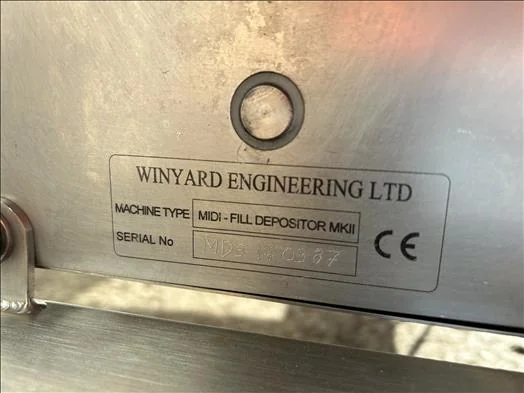 WINYARD ENGINEERING LTD
MACHINE TYPE MIDI - FILL DEPOSITOR MKII
SERIAL No
CE